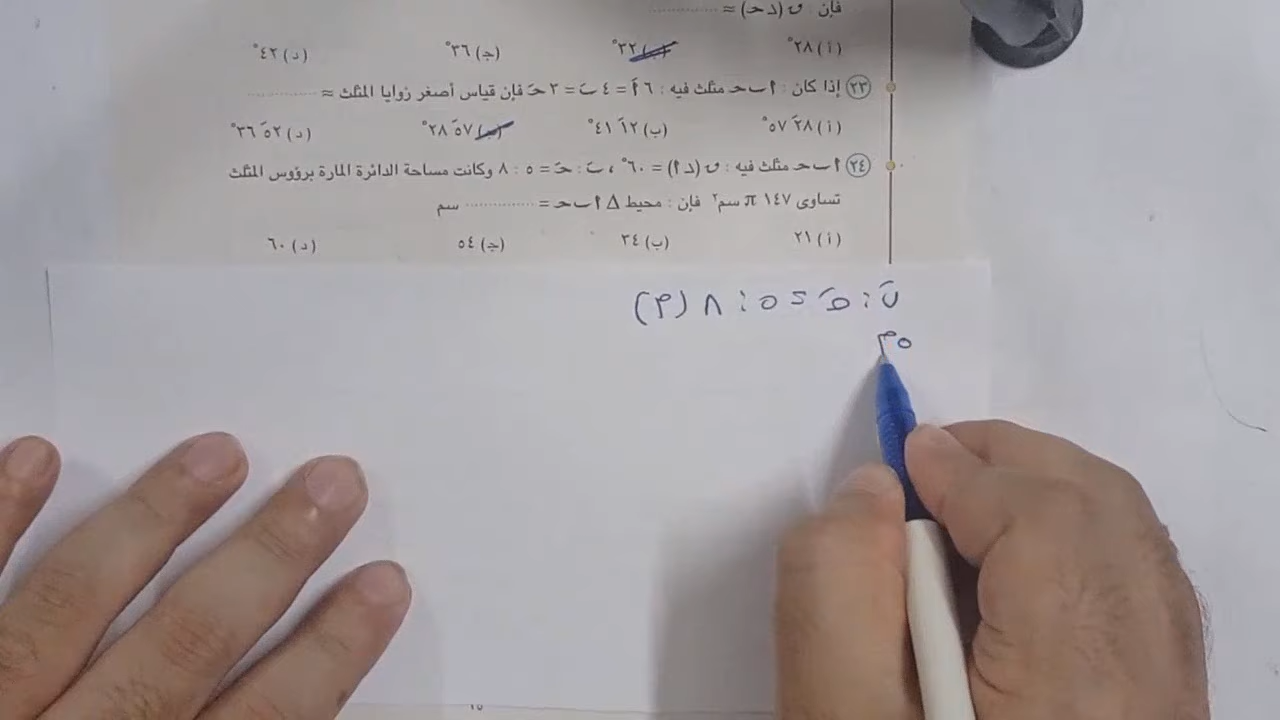 فإن ق (د حـ) ≈ ............
(أ) ٢٨° (ب) ٣٢° (جـ) ٣٦° (د) ٤٢°
٢٣ إذا كان : ا ب حـ مثلث فيه : ٦ اَ = ٤ بَ = ٣ حـَ فإن قياس أصغر زوايا المثلث ≈ ............
(أ) ٢٨ َ ٥٧° (ب) ١٢ َ ٤١° (جـ) ٥٧ َ ٢٨° (د) ٥٢ َ ٣٦°
٢٤ ا ب حـ مثلث فيه : ق (د ا) = ٦٠° ، بَ : حـَ = ٥ : ٨ وكانت مساحة الدائرة المارة برؤوس المثلث
تساوى ١٤٧ π سم٢ فإن : محيط Δ ا ب حـ = ............ سم
(أ) ٢١ (ب) ٣٤ (جـ) ٥٤ (د) ٦٠
بَ : حـَ = ٥ : ٨ (م)
٥م